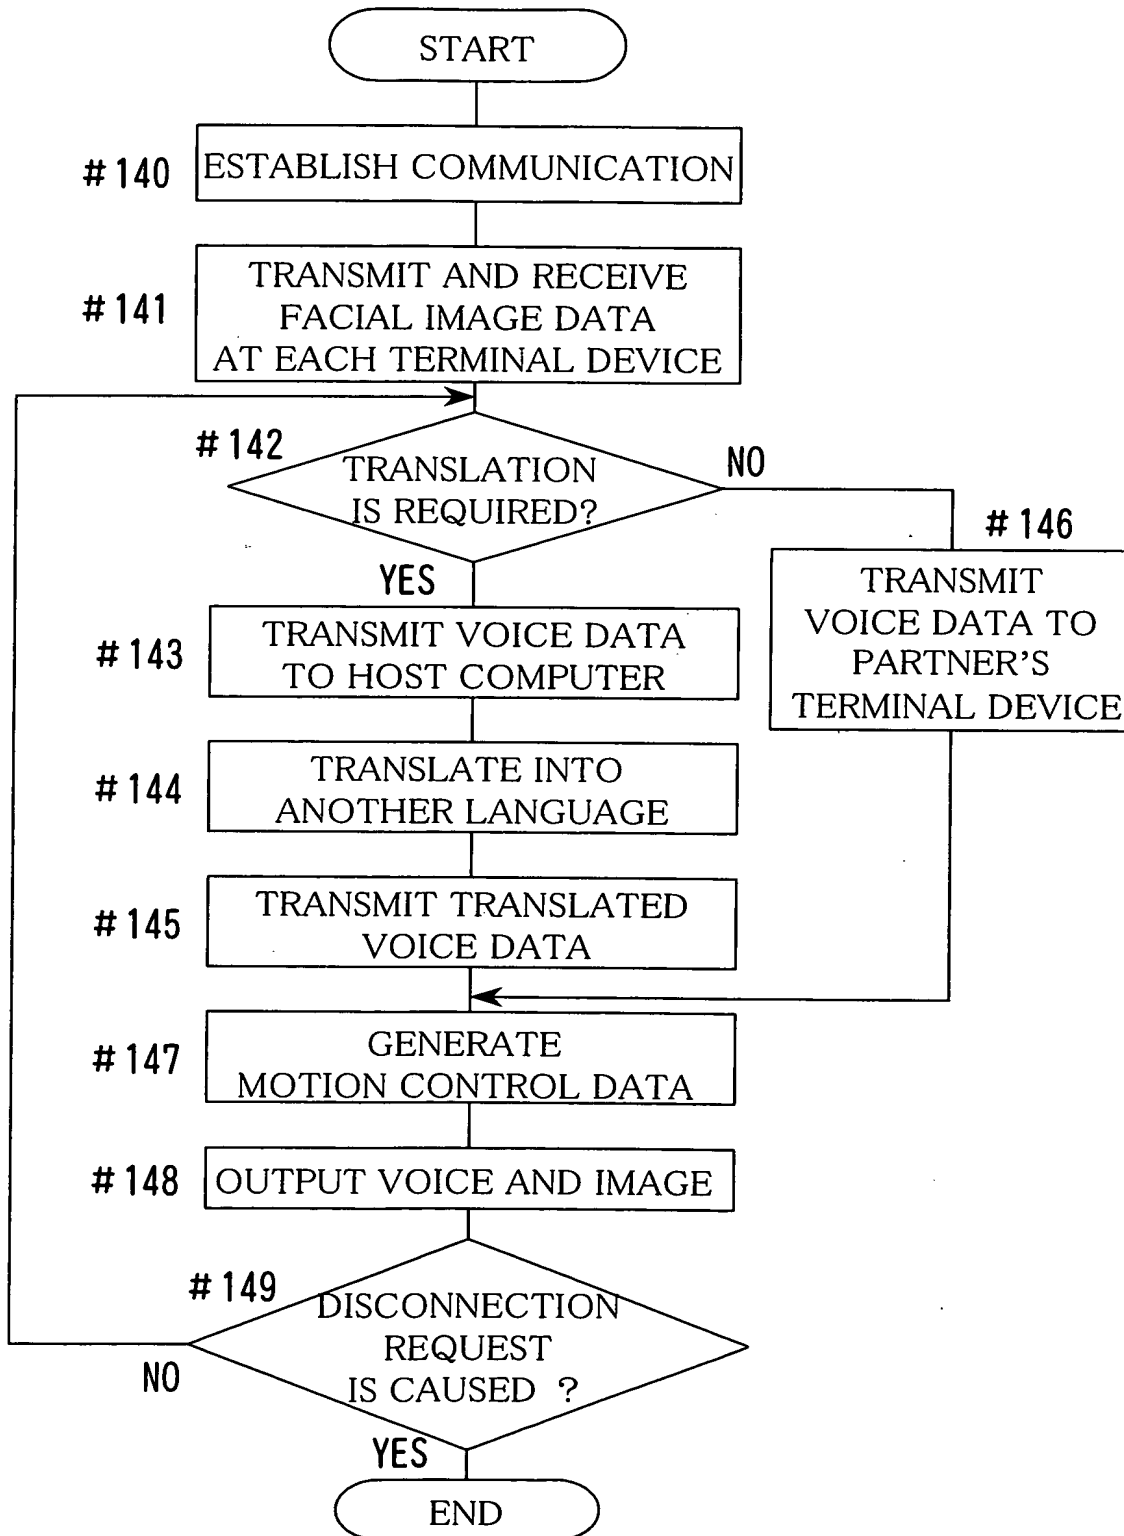 START
#140
ESTABLISH COMMUNICATION
#141
TRANSMIT AND RECEIVE
FACIAL IMAGE DATA
AT EACH TERMINAL DEVICE
#142
TRANSLATION
IS REQUIRED?
NO
YES
#146
TRANSMIT
VOICE DATA TO
PARTNER'S
TERMINAL DEVICE
#143
TRANSMIT VOICE DATA
TO HOST COMPUTER
#144
TRANSLATE INTO
ANOTHER LANGUAGE
#145
TRANSMIT TRANSLATED
VOICE DATA
#147
GENERATE
MOTION CONTROL DATA
#148
OUTPUT VOICE AND IMAGE
#149
DISCONNECTION
REQUEST
IS CAUSED ?
NO
YES
END